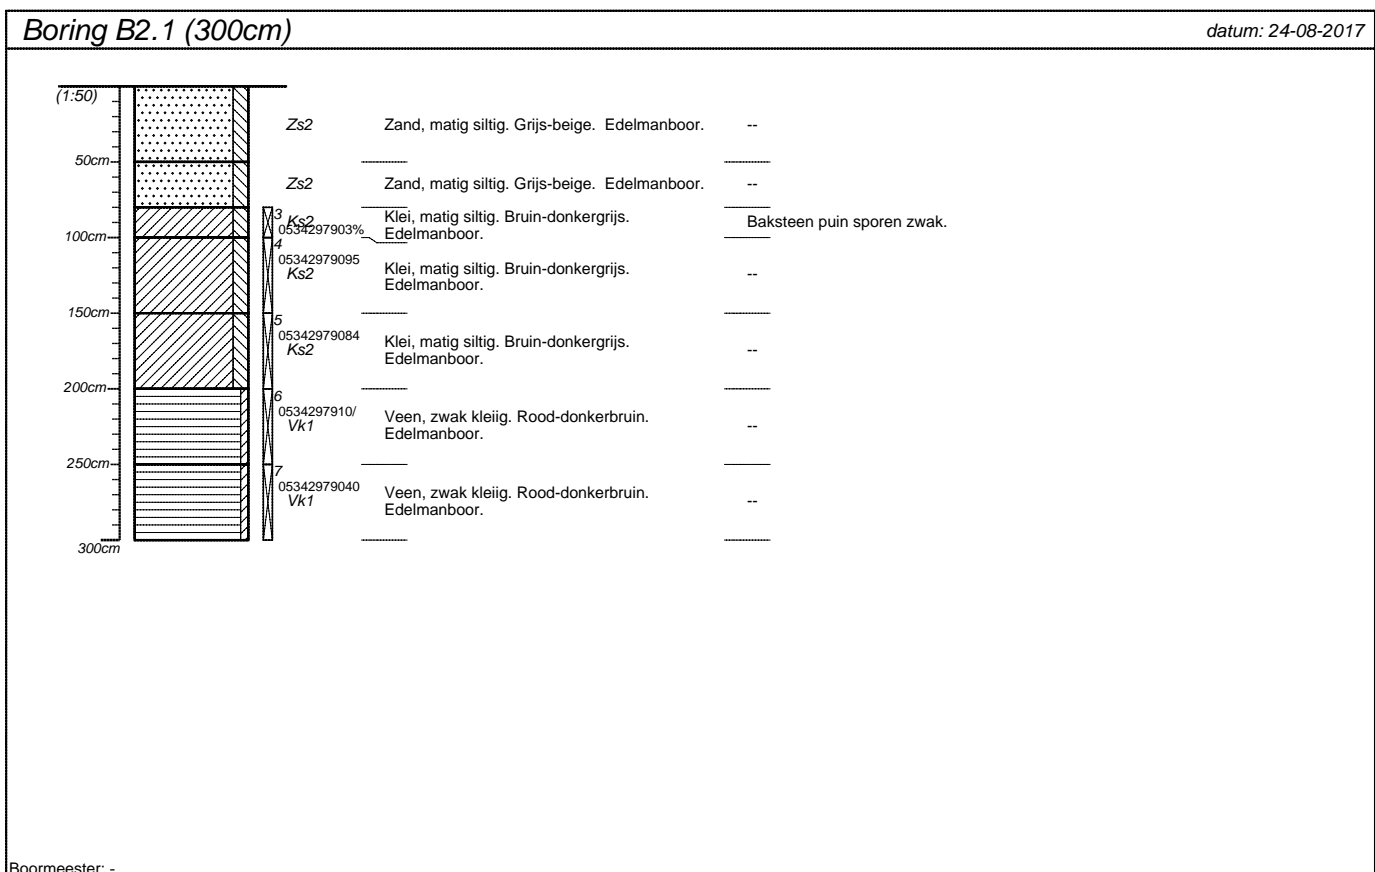 Boring B2.1 (300cm)
datum: 24-08-2017
(1:50)
Zs2 Zand, matig siltig. Grijs-beige. Edelmanboor. --
50cm
Zs2 Zand, matig siltig. Grijs-beige. Edelmanboor. --
3
Ks2 Klei, matig siltig. Bruin-donkergrijs. Baksteen puin sporen zwak.
0534297903% Edelmanboor.
100cm
4
05342979095
Ks2 Klei, matig siltig. Bruin-donkergrijs. --
Edelmanboor.
150cm
5
05342979084
Ks2 Klei, matig siltig. Bruin-donkergrijs. --
Edelmanboor.
200cm
6
0534297910/
Vk1 Veen, zwak kleiig. Rood-donkerbruin. --
Edelmanboor.
250cm
7
05342979040
Vk1 Veen, zwak kleiig. Rood-donkerbruin. --
Edelmanboor.
300cm
Boormeester: -